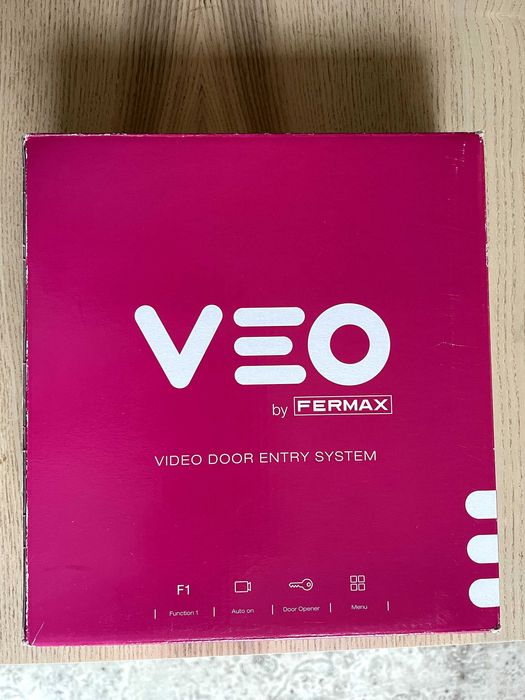 VEO
by FERMAX
VIDEO DOOR ENTRY SYSTEM
F1
Function 1 Auto on Door Opener Menu